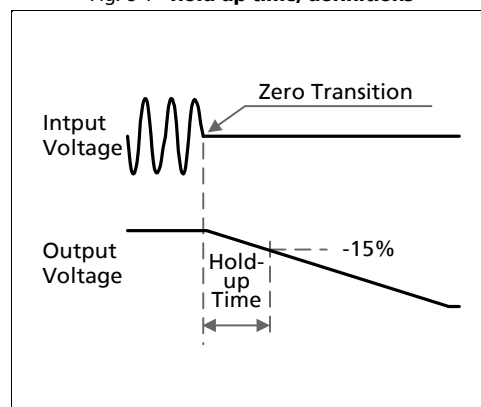 Hold-up time, definitions
Zero Transition
Intput
Voltage
Output
Voltage
-15%
Hold-
up
Time